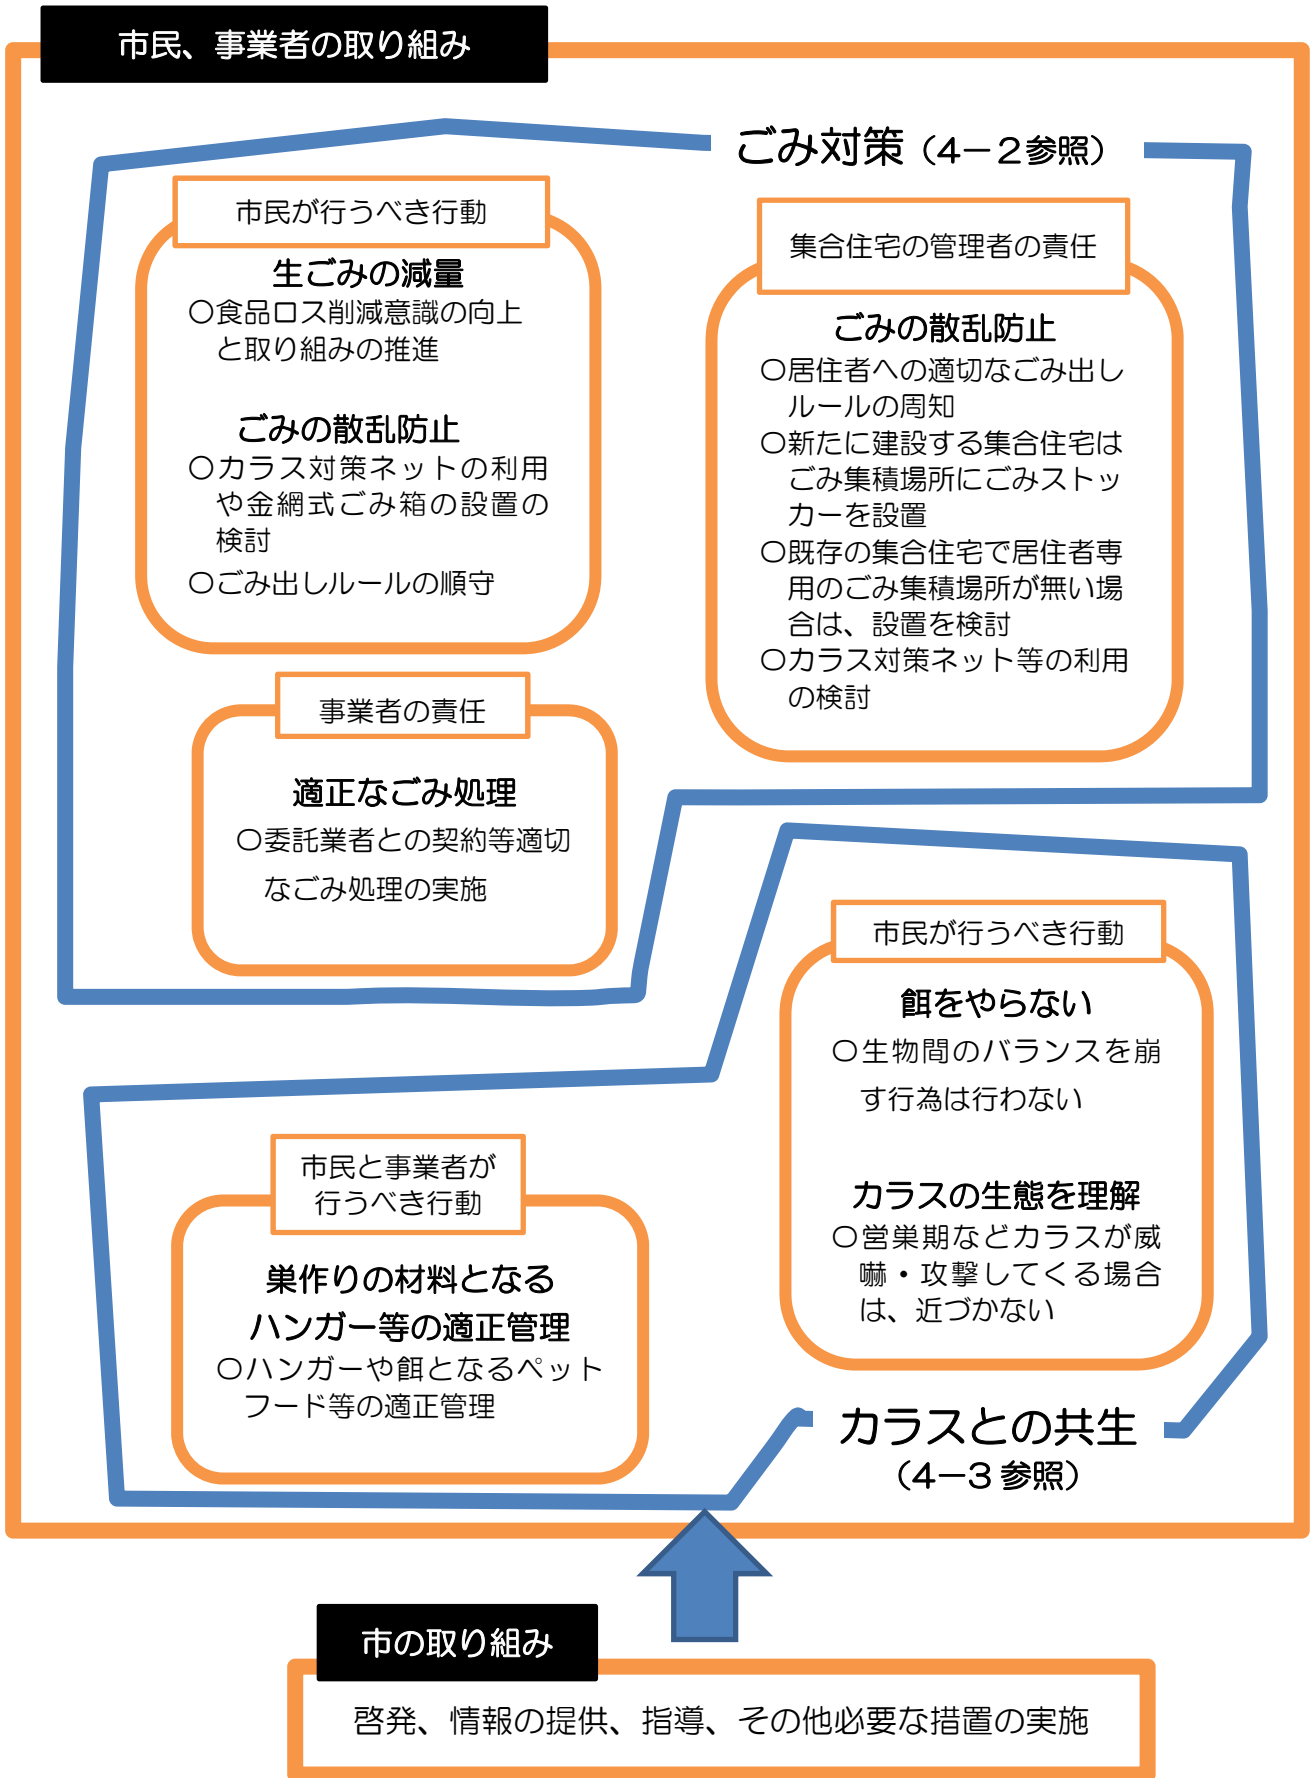 市民、事業者の取り組み
ごみ対策（4－2参照）
市民が行うべき行動
生ごみの減量
○食品ロス削減意識の向上
と取り組みの推進
ごみの散乱防止
○カラス対策ネットの利用
や金網式ごみ箱の設置の
検討
○ごみ出しルールの順守
集合住宅の管理者の責任
ごみの散乱防止
○居住者への適切なごみ出し
ルールの周知
○新たに建設する集合住宅は
ごみ集積場所にごみストッ
カーを設置
○既存の集合住宅で居住者専
用のごみ集積場所が無い場
合は、設置を検討
○カラス対策ネット等の利用
の検討
事業者の責任
適正なごみ処理
○委託業者との契約等適切
なごみ処理の実施
市民が行うべき行動
餌をやらない
○生物間のバランスを崩
す行為は行わない
カラスの生態を理解
○営巣期などカラスが威
嚇・攻撃してくる場合
は、近づかない
市民と事業者が
行うべき行動
巣作りの材料となる
ハンガー等の適正管理
○ハンガーや餌となるペット
フード等の適正管理
カラスとの共生
（4－3参照）
市の取り組み
啓発、情報の提供、指導、その他必要な措置の実施